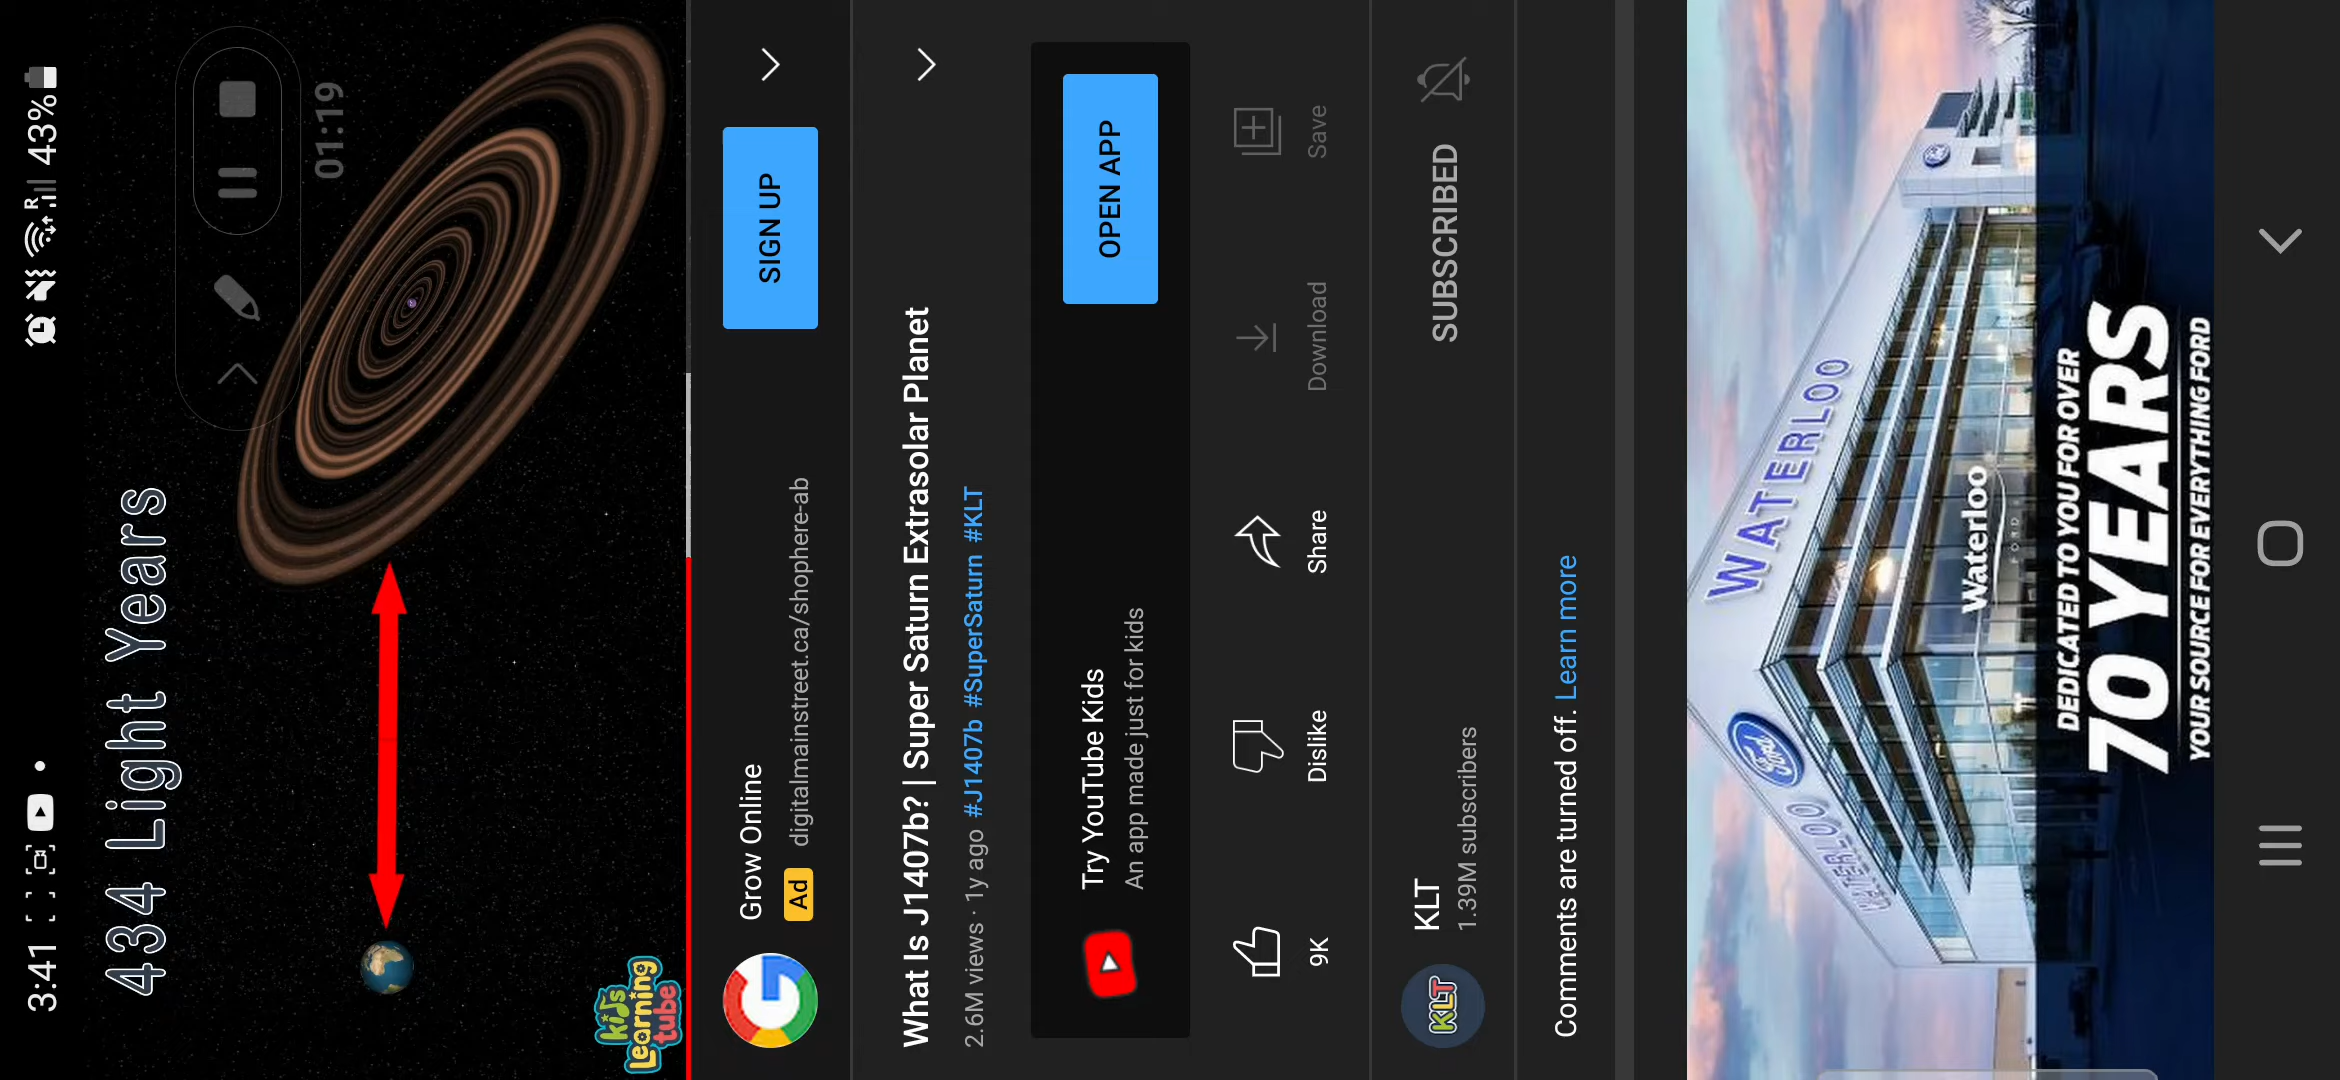 3:41
R
43%
434 Light Years
01:19
kids
Learning
tube
Grow Online
Ad digitalmainstreet.ca/shophere-ab
SIGN UP
What Is J1407b? | Super Saturn Extrasolar Planet
2.6M views · 1y ago #J1407b #SuperSaturn #KLT
Try YouTube Kids
An app made just for kids
OPEN APP
9K
Dislike
Share
Download
Save
KLT
KLT
1.39M subscribers
SUBSCRIBED
Comments are turned off. Learn more
WATERLOO
WATERLOO
Ford
Waterloo
FORD
DEDICATED TO YOU FOR OVER
70 YEARS
YOUR SOURCE FOR EVERYTHING FORD